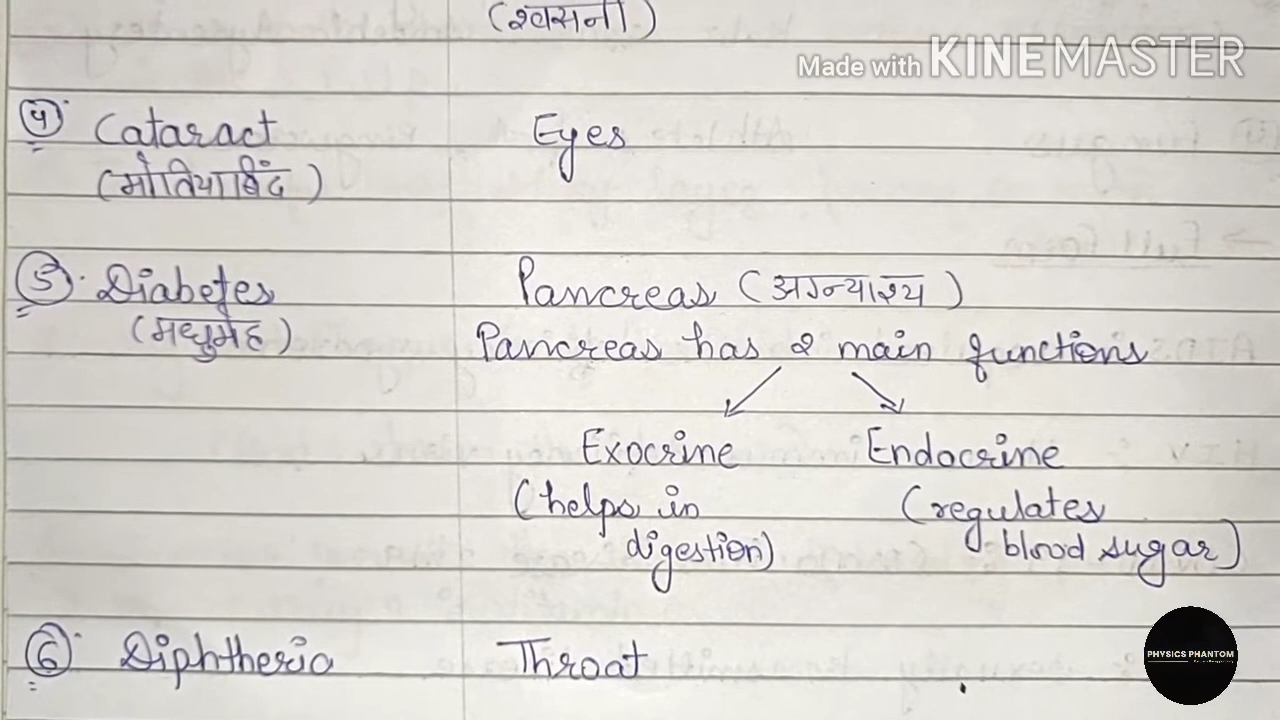 (श्वसनी)
Made with KINEMASTER
4. Cataract Eyes
(मोतियाबिंद)
5. Diabetes Pancreas (अग्न्याश्य)
(मधुमेह) Pancreas has 2 main functions
Exocrine Endocrine
(helps in (regulates
digestion) blood sugar)
6. Diphtheria Throat
PHYSICS PHANTOM